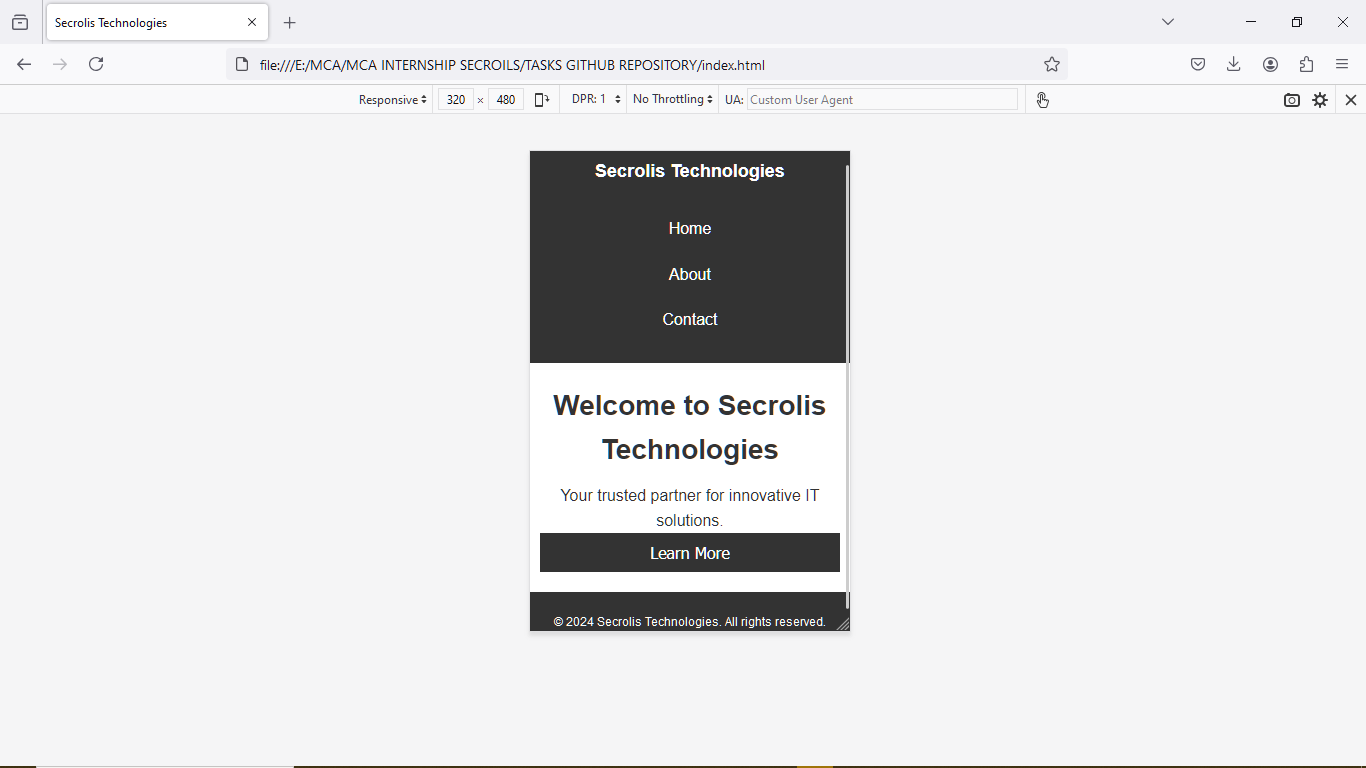 Secrolis Technologies
file:///E:/MCA/MCA INTERNSHIP SECROILS/TASKS GITHUB REPOSITORY/index.html
Responsive 320 × 480 DPR: 1 No Throttling UA: Custom User Agent
Secrolis Technologies
Home
About
Contact
Welcome to Secrolis
Technologies
Your trusted partner for innovative IT
solutions.
Learn More
© 2024 Secrolis Technologies. All rights reserved.